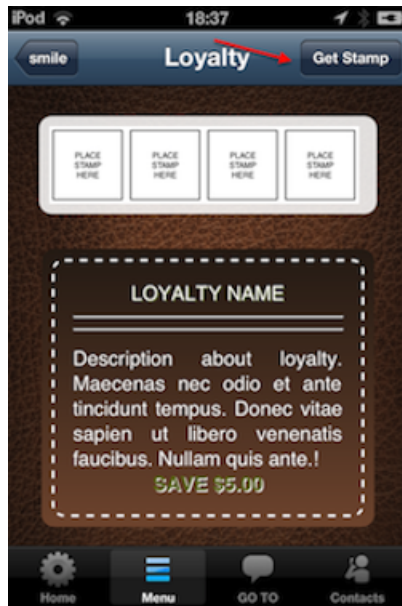 iPod 18:37
smile Loyalty Get Stamp
PLACE STAMP HERE PLACE STAMP HERE PLACE STAMP HERE PLACE STAMP HERE
LOYALTY NAME
Description about loyalty.
Maecenas nec odio et ante
tincidunt tempus. Donec vitae
sapien ut libero venenatis
faucibus. Nullam quis ante.!
SAVE $5.00
Home Menu GO TO Contacts